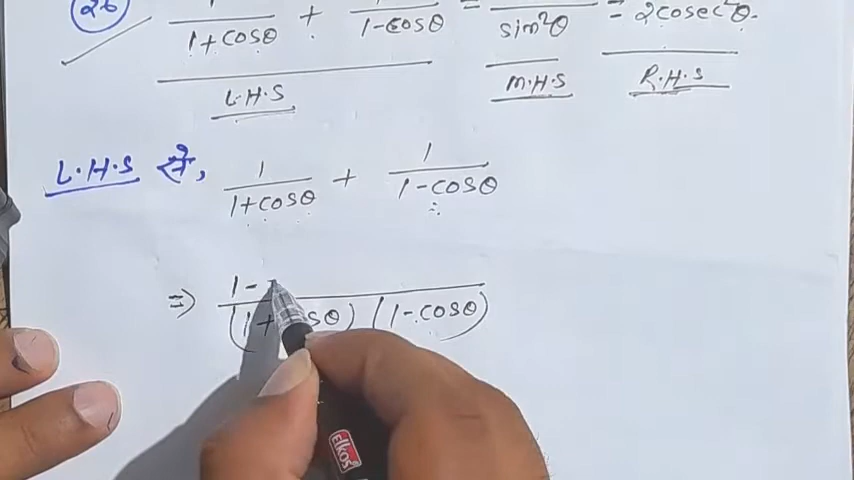 (26) 1/(1+cosθ) + 1/(1-cosθ) = /sin²θ = 2cosec²θ.
L.H.S M.H.S R.H.S
L.H.S से, 1/(1+cosθ) + 1/(1-cosθ)
⇒ 1-/(1+cosθ) (1-cosθ)
elkos